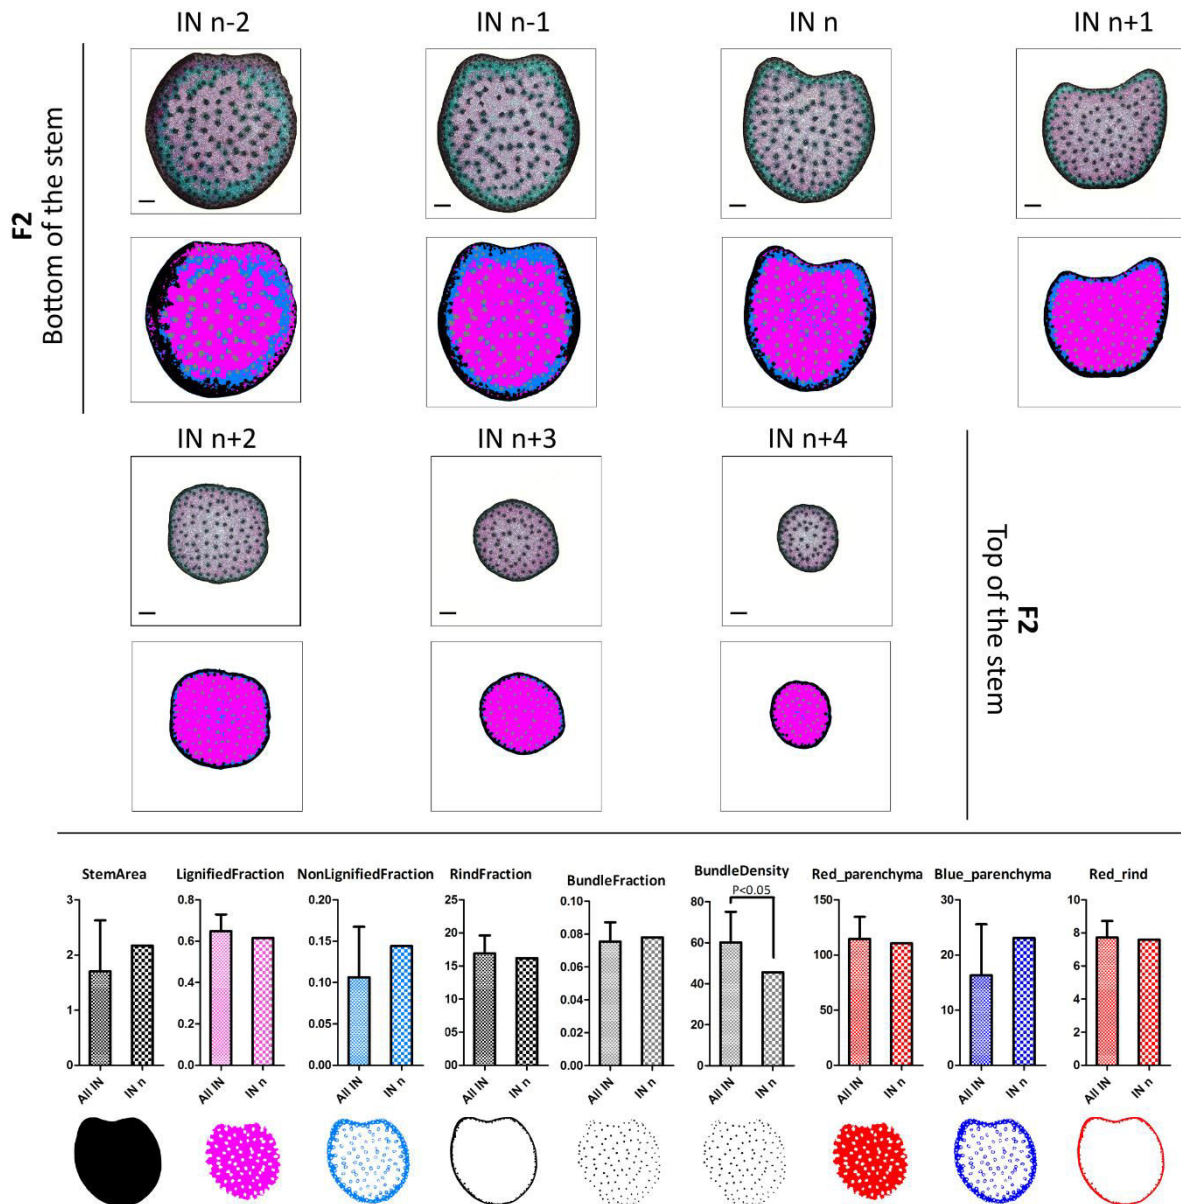 IN n-2 IN n-1 IN n IN n+1
F2
Bottom of the stem
IN n+2 IN n+3 IN n+4
F2
Top of the stem
StemArea
3
2
1
0
All IN
IN n
LignifiedFraction
0.8
0.6
0.4
0.2
0.0
All IN
IN n
NonLignifiedFraction
0.20
0.15
0.10
0.05
0.00
All IN
IN n
RindFraction
25
20
15
10
05
00
All IN
IN n
BundleFraction
0.10
0.08
0.06
0.04
0.02
0.00
All IN
IN n
BundleDensity
P<0.05
80
60
40
20
0
All IN
IN n
Red_parenchyma
150
100
50
0
All IN
IN n
Blue_parenchyma
30
20
10
0
All IN
IN n
Red_rind
10
8
6
4
2
0
All IN
IN n